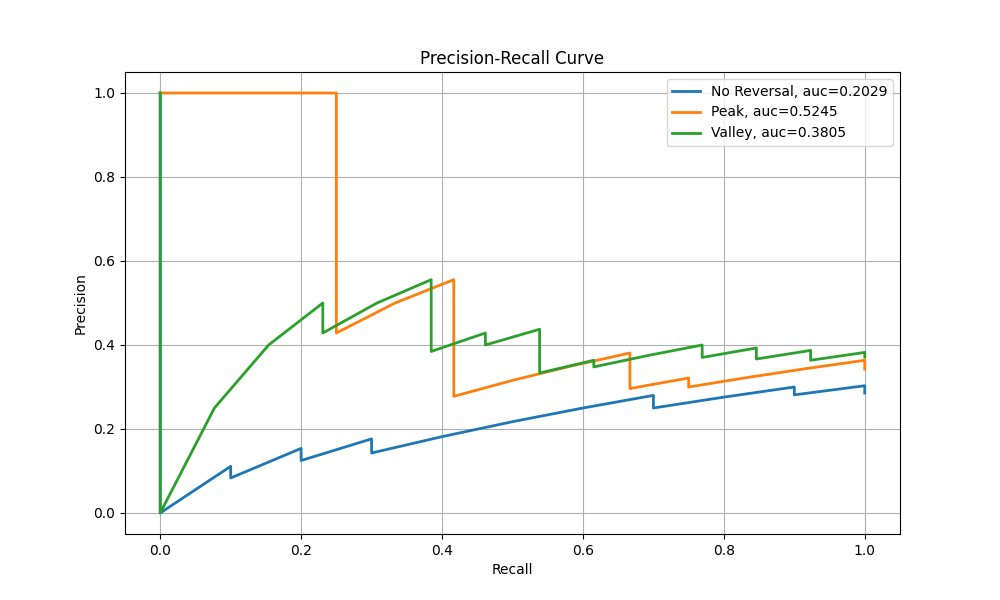 Precision-Recall Curve
No Reversal, auc=0.2029
Peak, auc=0.5245
Valley, auc=0.3805
1.0
0.8
0.6
0.4
0.2
0.0
Precision
0.0 0.2 0.4 0.6 0.8 1.0
Recall